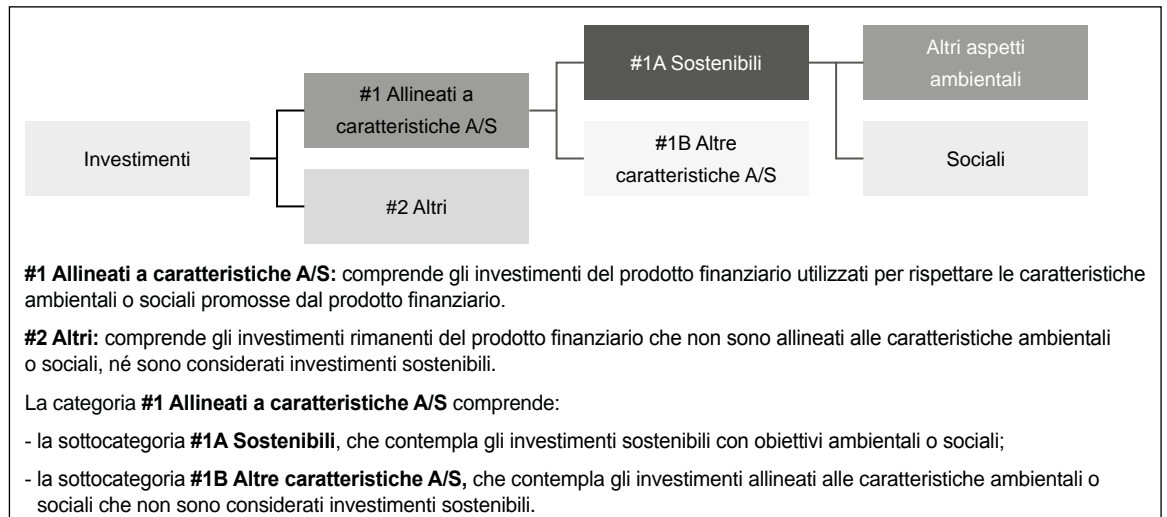 Investimenti
#1 Allineati a
caratteristiche A/S
#2 Altri
#1A Sostenibili
#1B Altre
caratteristiche A/S
Altri aspetti
ambientali
Sociali
#1 Allineati a caratteristiche A/S: comprende gli investimenti del prodotto finanziario utilizzati per rispettare le caratteristiche
ambientali o sociali promosse dal prodotto finanziario.
#2 Altri: comprende gli investimenti rimanenti del prodotto finanziario che non sono allineati alle caratteristiche ambientali
o sociali, né sono considerati investimenti sostenibili.
La categoria #1 Allineati a caratteristiche A/S comprende:
- la sottocategoria #1A Sostenibili, che contempla gli investimenti sostenibili con obiettivi ambientali o sociali;
- la sottocategoria #1B Altre caratteristiche A/S, che contempla gli investimenti allineati alle caratteristiche ambientali o
sociali che non sono considerati investimenti sostenibili.